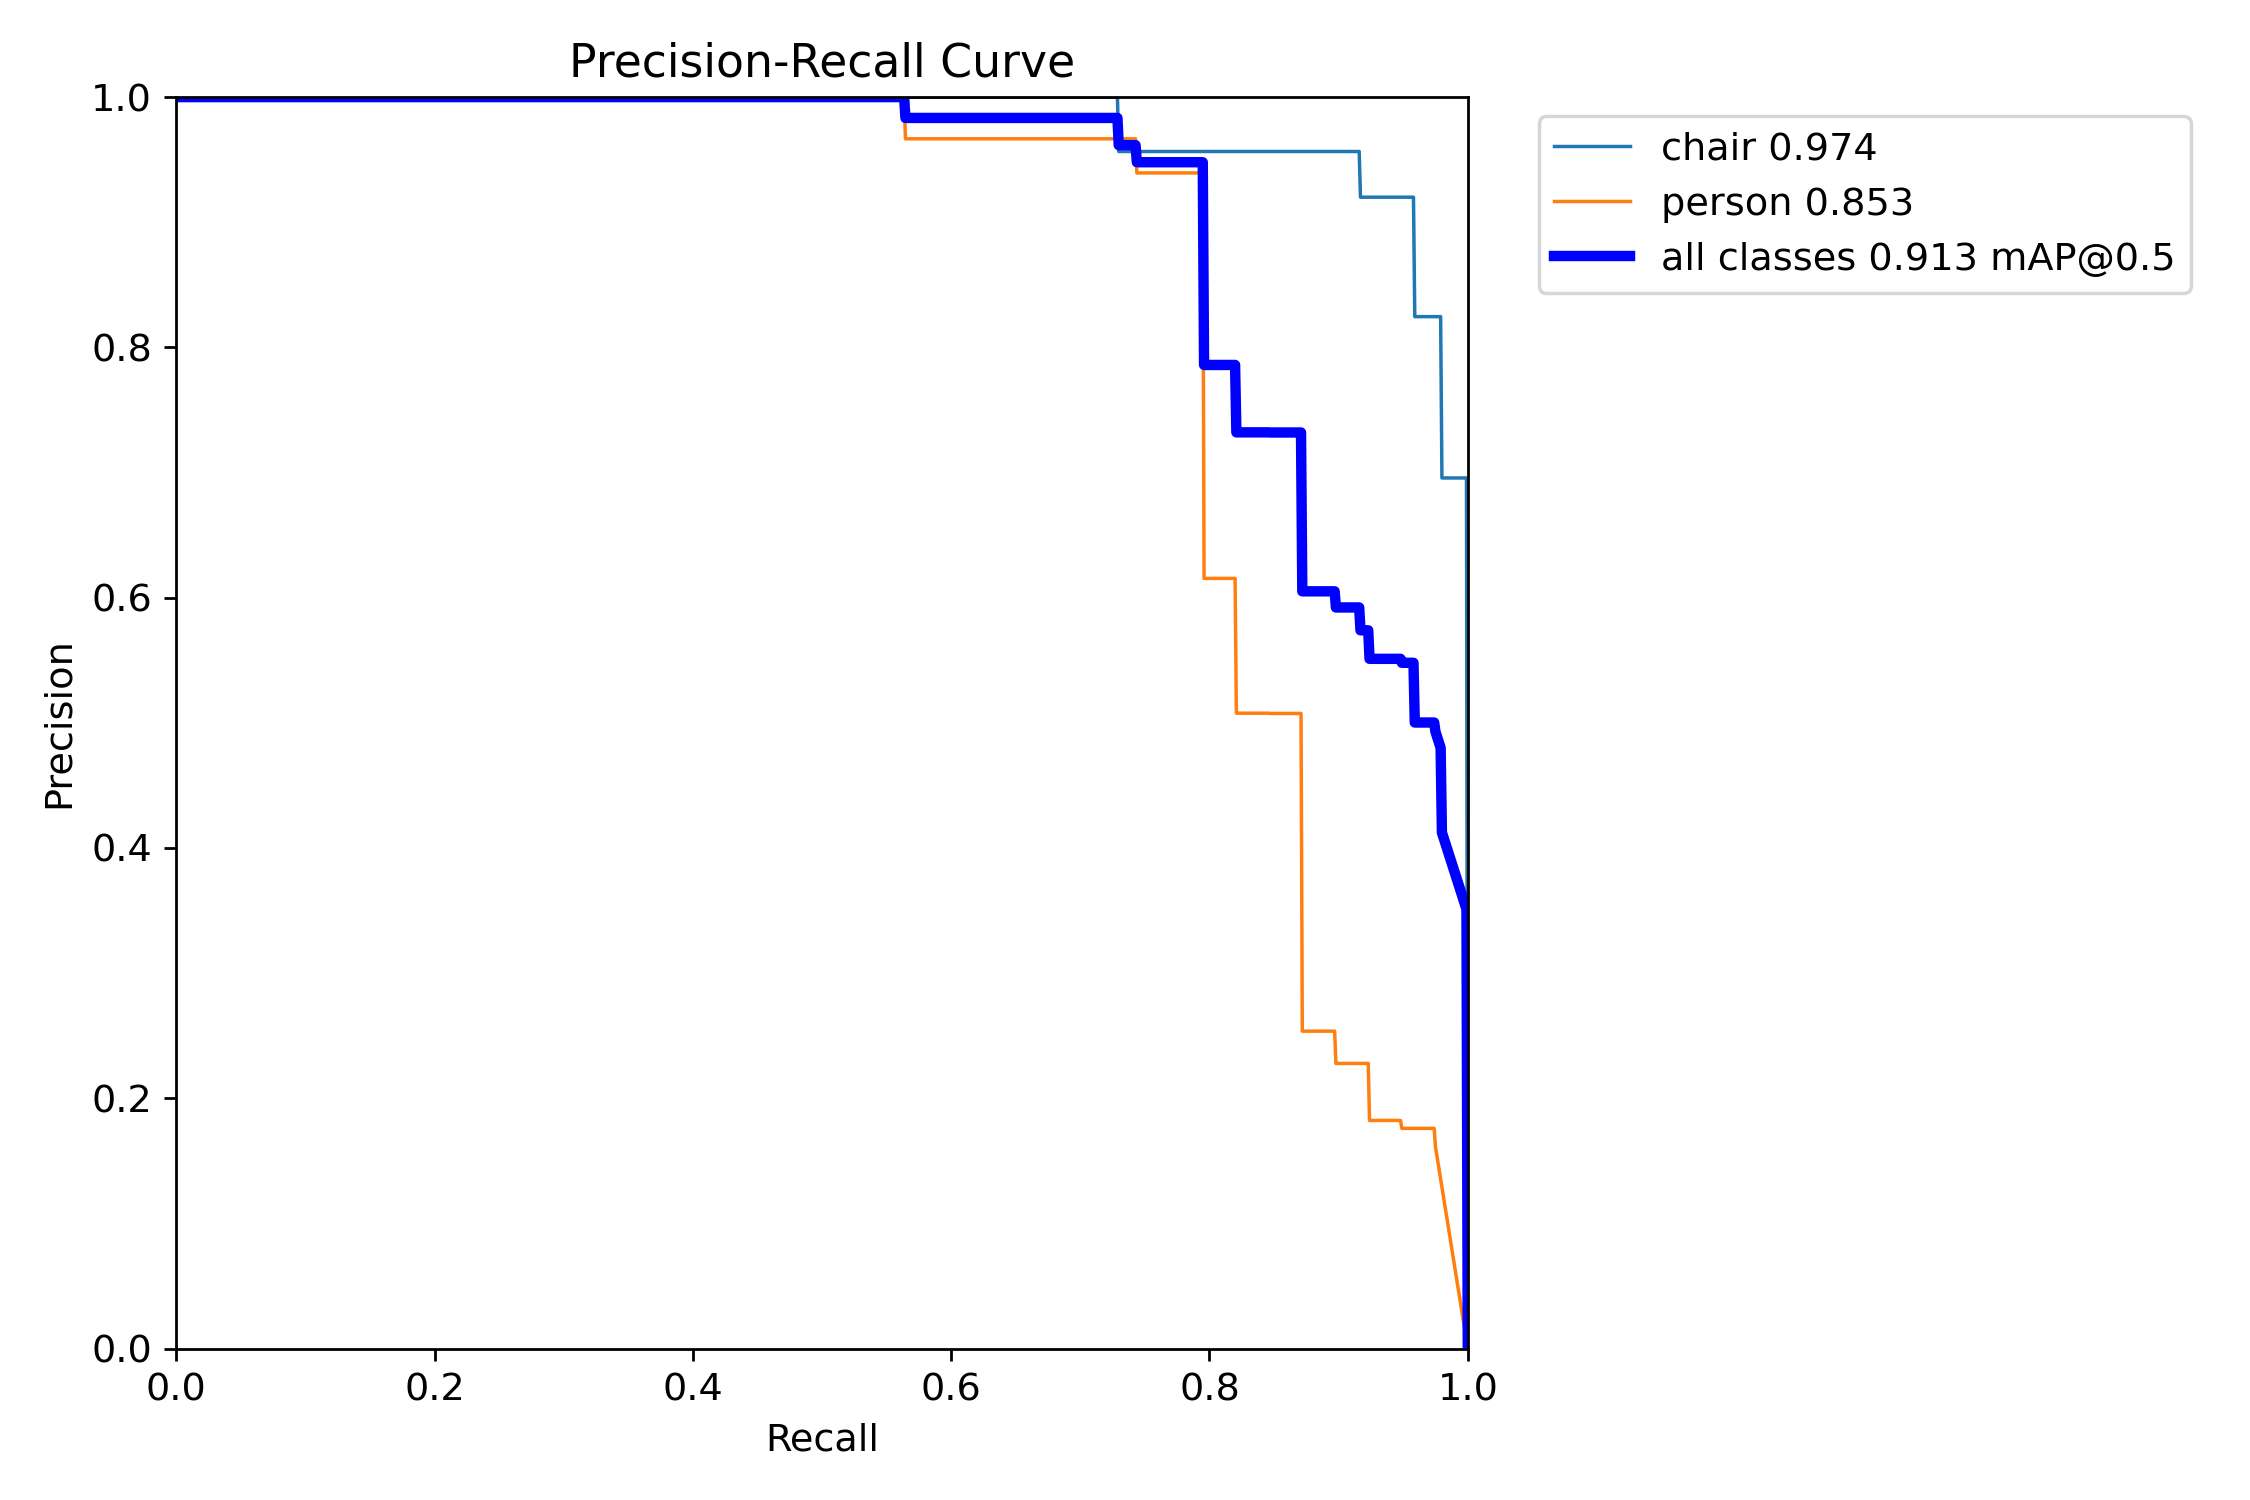 Precision-Recall Curve
chair 0.974
person 0.853
all classes 0.913 mAP@0.5
1.0
0.8
0.6
0.4
0.2
0.0
Precision
0.0 0.2 0.4 0.6 0.8 1.0
Recall